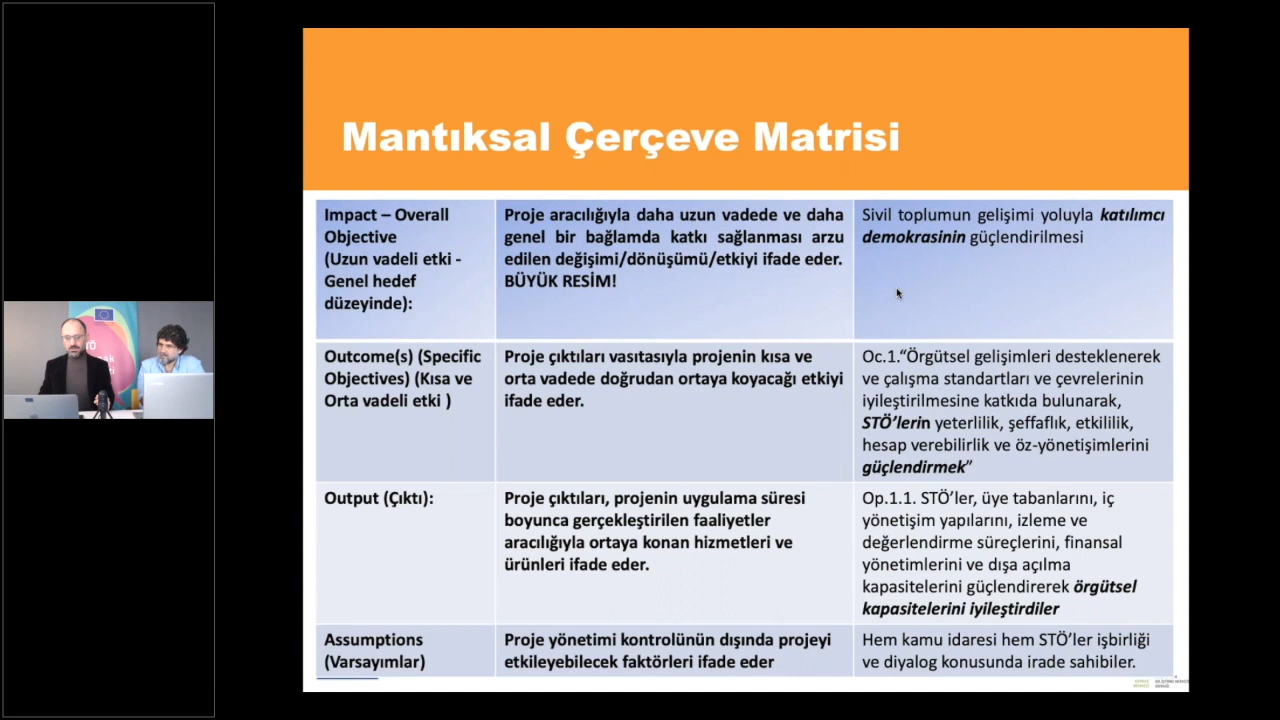 Mantıksal Çerçeve Matrisi
Impact – Overall
Objective
(Uzun vadeli etki -
Genel hedef
düzeyinde):
Proje aracılığıyla daha uzun vadede ve daha
genel bir bağlamda katkı sağlanması arzu
edilen değişimi/dönüşümü/etkiyi ifade eder.
BÜYÜK RESİM!
Sivil toplumun gelişimi yoluyla katılımcı
demokrasinin güçlendirilmesi
Outcome(s) (Specific
Objectives) (Kısa ve
Orta vadeli etki )
Proje çıktıları vasıtasıyla projenin kısa ve
orta vadede doğrudan ortaya koyacağı etkiyi
ifade eder.
Oc.1.“Örgütsel gelişimleri desteklenerek
ve çalışma standartları ve çevrelerinin
iyileştirilmesine katkıda bulunarak,
STÖ’lerin yeterlilik, şeffaflık, etkililik,
hesap verebilirlik ve öz-yönetişimlerini
güçlendirmek”
Output (Çıktı):
Proje çıktıları, projenin uygulama süresi
boyunca gerçekleştirilen faaliyetler
aracılığıyla ortaya konan hizmetleri ve
ürünleri ifade eder.
Op.1.1. STÖ’ler, üye tabanlarını, iç
yönetişim yapılarını, izleme ve
değerlendirme süreçlerini, finansal
yönetimlerini ve dışa açılma
kapasitelerini güçlendirerek örgütsel
kapasitelerini iyileştirdiler
Assumptions
(Varsayımlar)
Proje yönetimi kontrolünün dışında projeyi
etkileyebilecek faktörleri ifade eder
Hem kamu idaresi hem STÖ’ler işbirliği
ve diyalog konusunda irade sahibiler.